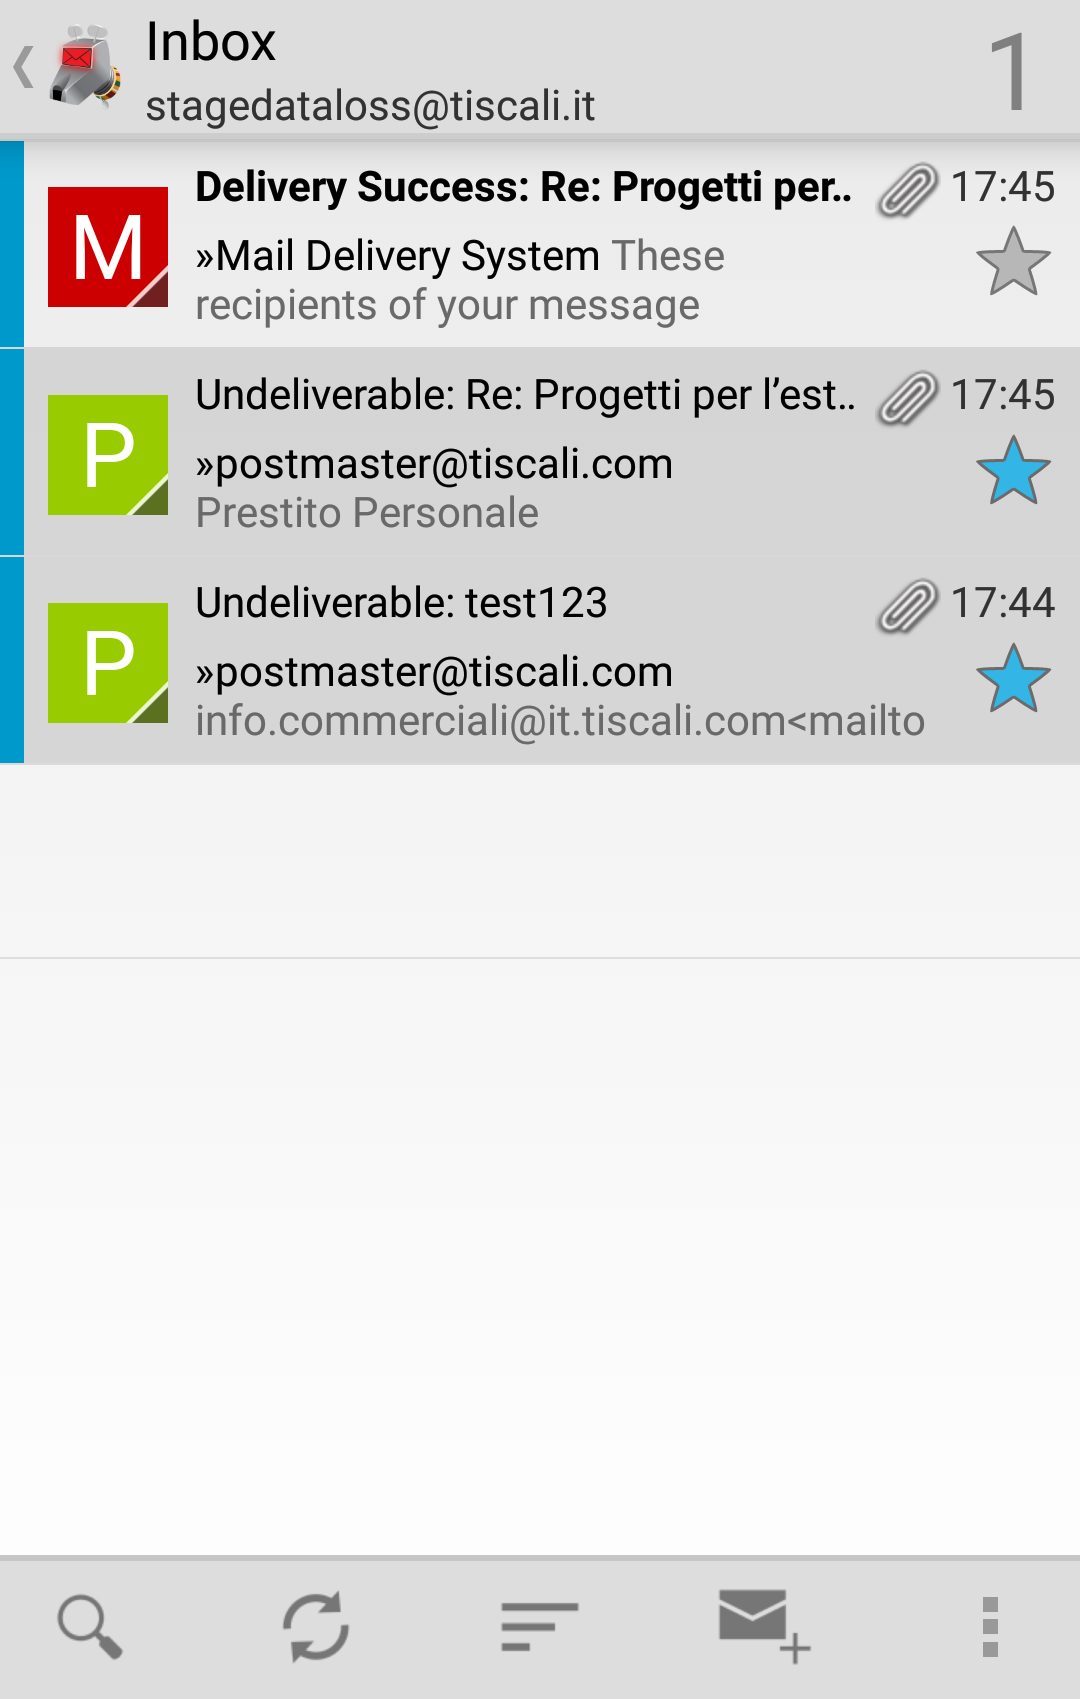 Inbox
stagedataloss@tiscali.it
1
Delivery Success: Re: Progetti per..
17:45
M
»Mail Delivery System These
recipients of your message
Undeliverable: Re: Progetti per l’est..
17:45
P
»postmaster@tiscali.com
Prestito Personale
Undeliverable: test123
17:44
P
»postmaster@tiscali.com
info.commerciali@it.tiscali.com<mailto